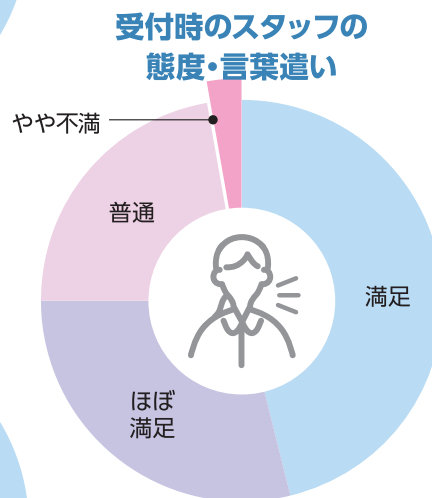 受付時のスタッフの
態度・言葉遣い
やや不満
普通
満足
ほぼ
満足